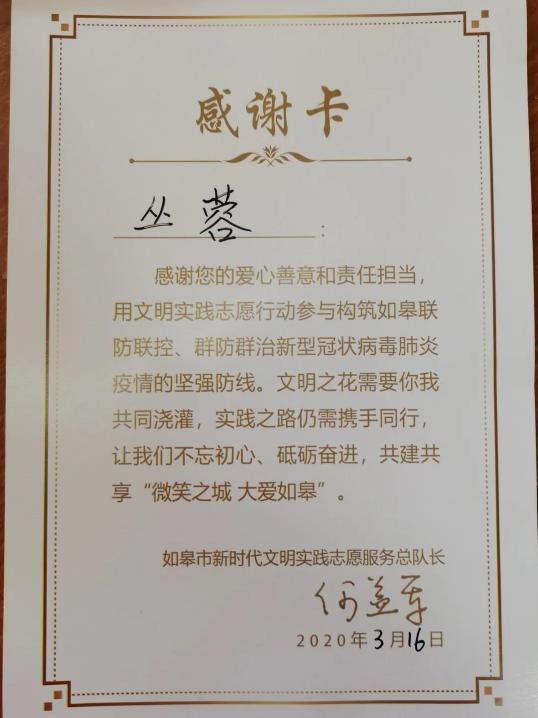 感谢卡
丛蓉：
感谢您的爱心善意和责任担当，
用文明实践志愿行动参与构筑如皋联
防联控、群防群治新型冠状病毒肺炎
疫情的坚强防线。文明之花需要你我
共同浇灌，实践之路仍需携手同行，
让我们不忘初心、砥砺奋进，共建共
享“微笑之城 大爱如皋”。
如皋市新时代文明实践志愿服务总队长
何益军
2020年3月16日